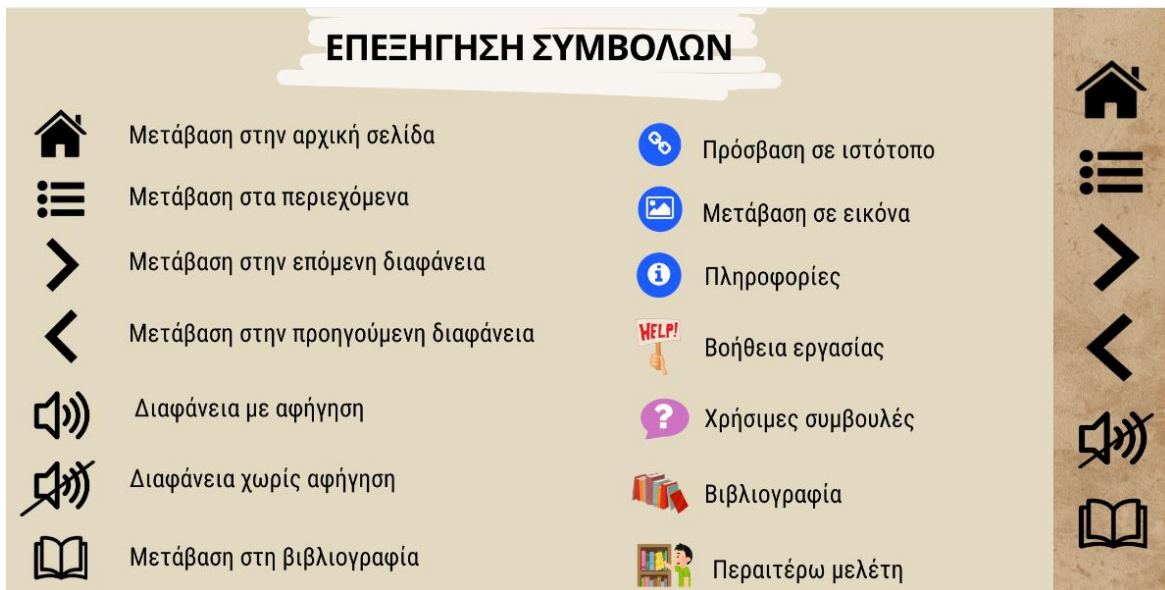 ΕΠΕΞΗΓΗΣΗ ΣΥΜΒΟΛΩΝ
Μετάβαση στην αρχική σελίδα
Μετάβαση στα περιεχόμενα
Μετάβαση στην επόμενη διαφάνεια
Μετάβαση στην προηγούμενη διαφάνεια
Διαφάνεια με αφήγηση
Διαφάνεια χωρίς αφήγηση
Μετάβαση στη βιβλιογραφία
Πρόσβαση σε ιστότοπο
Μετάβαση σε εικόνα
Πληροφορίες
HELP!
Βοήθεια εργασίας
?
Χρήσιμες συμβουλές
Βιβλιογραφία
Περαιτέρω μελέτη